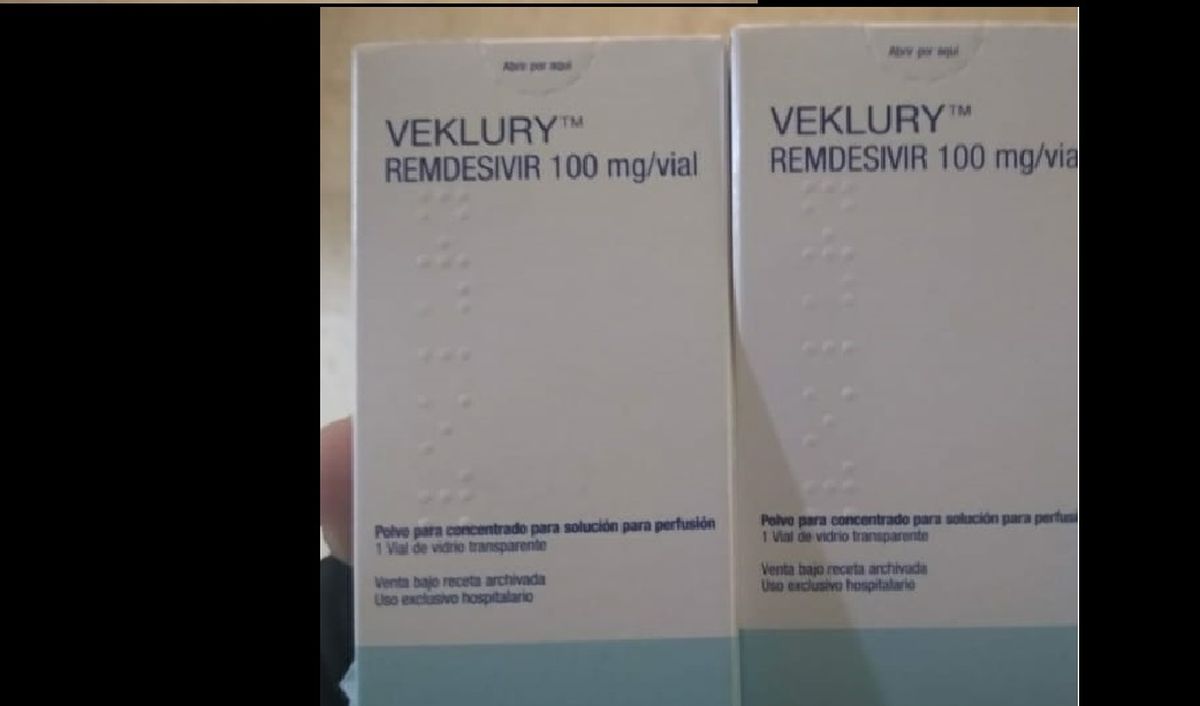 Abrir por aquí
VEKLURY™
REMDESIVIR 100 mg/vial
Polvo para concentrado para solución para perfusión
1 Vial de vidrio transparente
Venta bajo receta archivada
Uso exclusivo hospitalario
Abrir por aquí
VEKLURY™
REMDESIVIR 100 mg/via
Polvo para concentrado para solución para perfusi
1 Vial de vidrio transparente
Venta bajo receta archivada
Uso exclusivo hospitalario